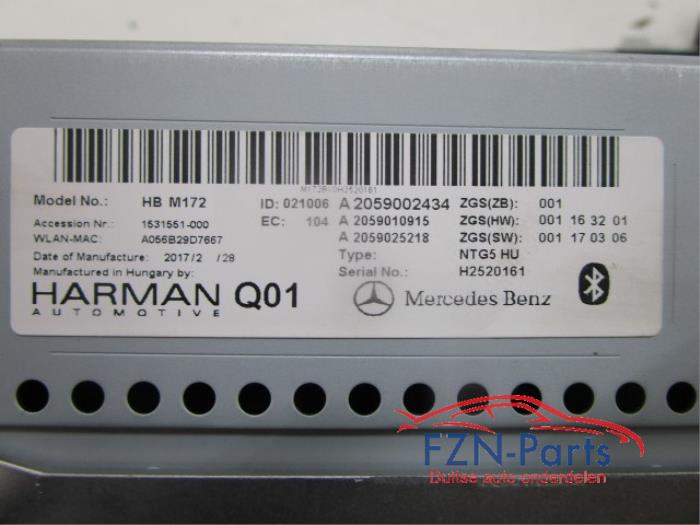 M172BI0H2520161
Model No.: HB M172 ID: 021006 A 2059002434 ZGS(ZB): 001
Accession Nr.: 1531551-000 EC: 104 A 2059010915 ZGS(HW): 001 16 32 01
WLAN-MAC: A056B29D7667 A 2059025218 ZGS(SW): 001 17 03 06
Date of Manufacture: 2017/2 / 28 Type: NTG5 HU
Manufactured in Hungary by: Serial No.: H2520161
HARMAN Q01 Mercedes Benz
AUTOMOTIVE
FZN-Parts
Duitse auto onderdelen